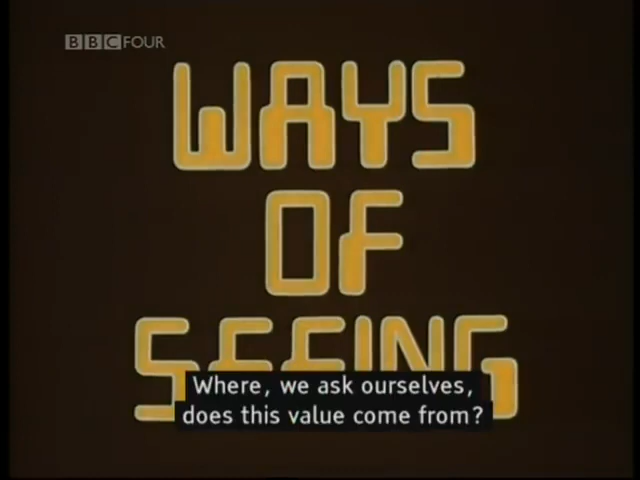 BBC FOUR
WAYS
OF
SEEING
Where, we ask ourselves,
does this value come from?